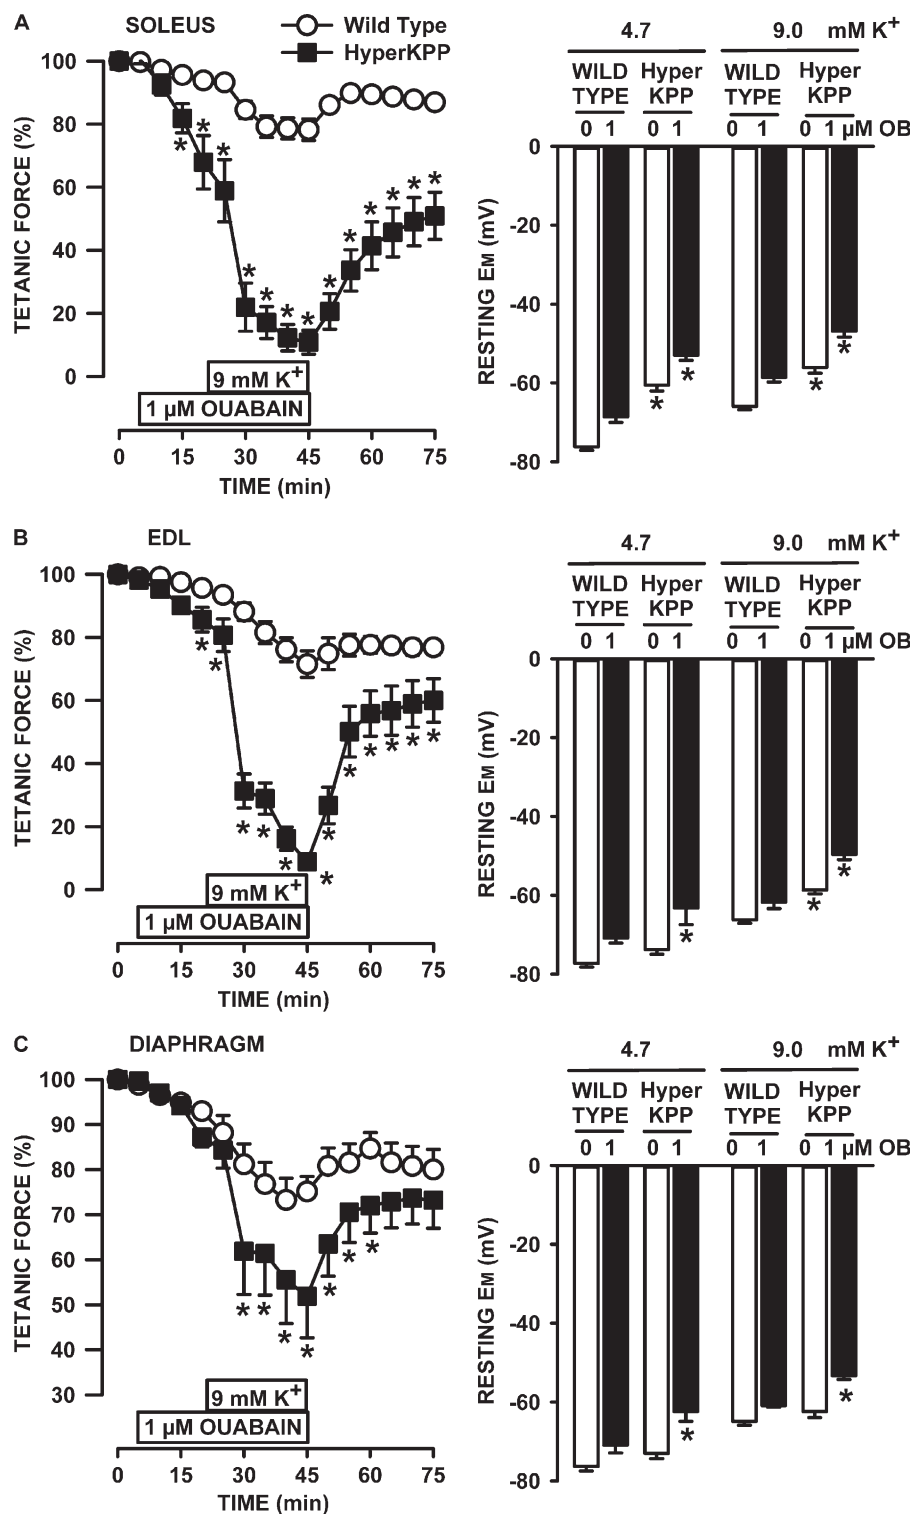 A SOLEUS
Wild Type
HyperKPP
TETANIC FORCE (%)
100
80
60
40
20
0
9 mM K+
1 µM OUABAIN
0 15 30 45 60 75
TIME (min)
4.7 9.0 mM K+
WILD TYPE Hyper KPP WILD TYPE Hyper KPP
0 1 0 1 0 1 0 1 µM OB
RESTING EM (mV)
0
-20
-40
-60
-80
B EDL
TETANIC FORCE (%)
100
80
60
40
20
0
9 mM K+
1 µM OUABAIN
0 15 30 45 60 75
TIME (min)
4.7 9.0 mM K+
WILD TYPE Hyper KPP WILD TYPE Hyper KPP
0 1 0 1 0 1 0 1 µM OB
RESTING EM (mV)
0
-20
-40
-60
-80
C DIAPHRAGM
TETANIC FORCE (%)
100
90
80
70
60
50
40
30
9 mM K+
1 µM OUABAIN
0 15 30 45 60 75
TIME (min)
4.7 9.0 mM K+
WILD TYPE Hyper KPP WILD TYPE Hyper KPP
0 1 0 1 0 1 0 1 µM OB
RESTING EM (mV)
0
-20
-40
-60
-80